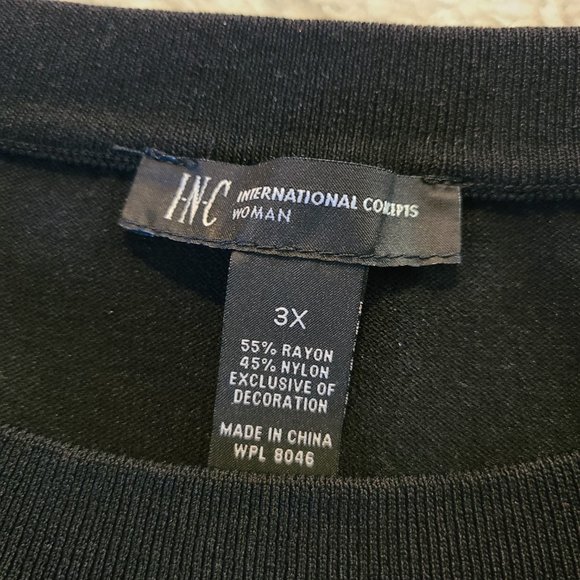 I·N·C INTERNATIONAL CONCEPTS
WOMAN
3X
55% RAYON
45% NYLON
EXCLUSIVE OF
DECORATION
MADE IN CHINA
WPL 8046